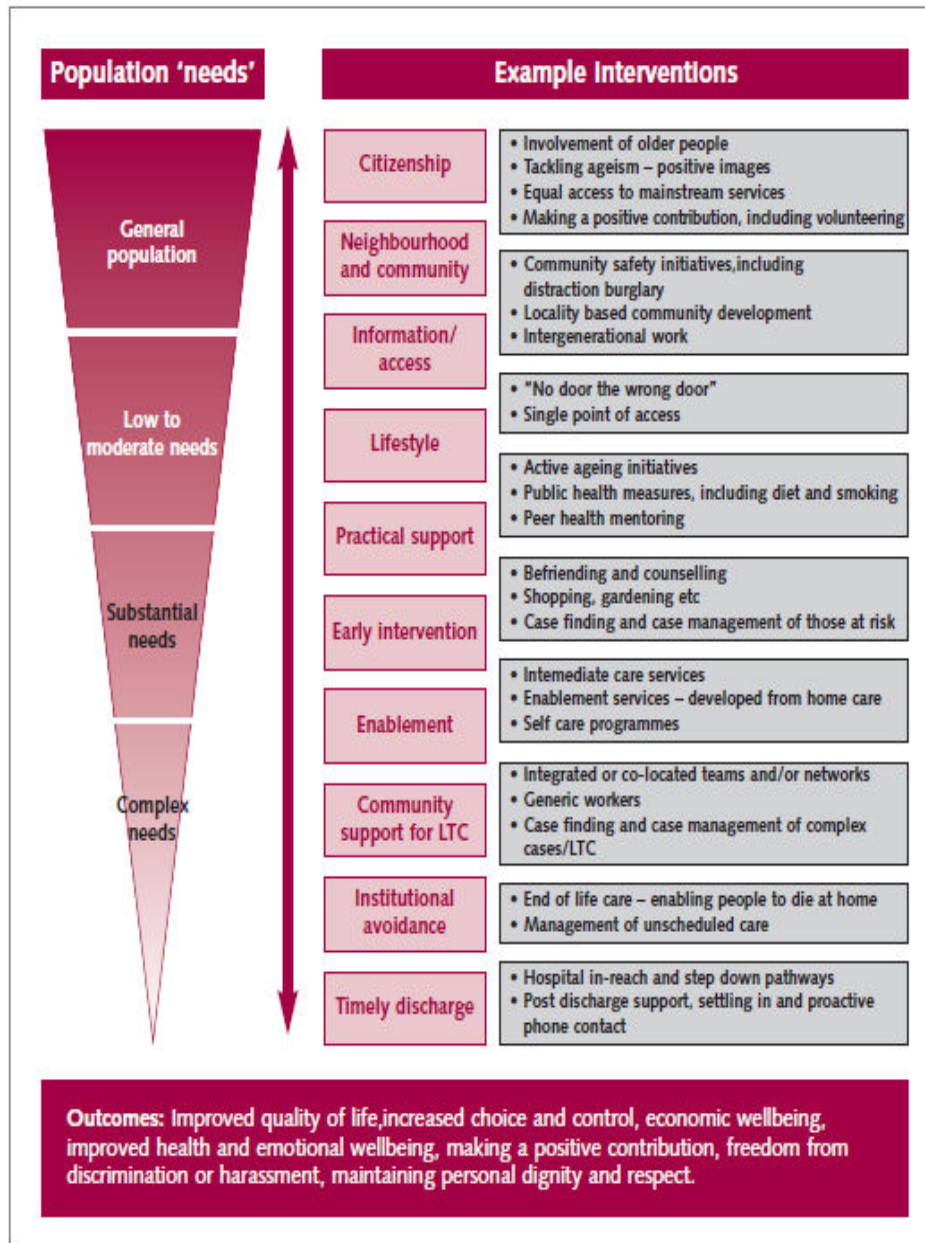 Population ‘needs’
Example interventions
General
population
Low to
moderate needs
Substantial
needs
Complex
needs
Citizenship
• Involvement of older people
• Tackling ageism – positive images
• Equal access to mainstream services
• Making a positive contribution, including volunteering
Neighbourhood
and community
• Community safety initiatives,including
distraction burglary
• Locality based community development
• Intergenerational work
Information/
access
• “No door the wrong door”
• Single point of access
Lifestyle
• Active ageing initiatives
• Public health measures, including diet and smoking
• Peer health mentoring
Practical support
• Befriending and counselling
• Shopping, gardening etc
• Case finding and case management of those at risk
Early intervention
• Intemediate care services
• Enablement services – developed from home care
• Self care programmes
Enablement
• Integrated or co-located teams and/or networks
• Generic workers
• Case finding and case management of complex
cases/LTC
Community
support for LTC
Institutional
avoidance
• End of life care – enabling people to die at home
• Management of unscheduled care
Timely discharge
• Hospital in-reach and step down pathways
• Post discharge support, settling in and proactive
phone contact
Outcomes: Improved quality of life,increased choice and control, economic wellbeing,
improved health and emotional wellbeing, making a positive contribution, freedom from
discrimination or harassment, maintaining personal dignity and respect.